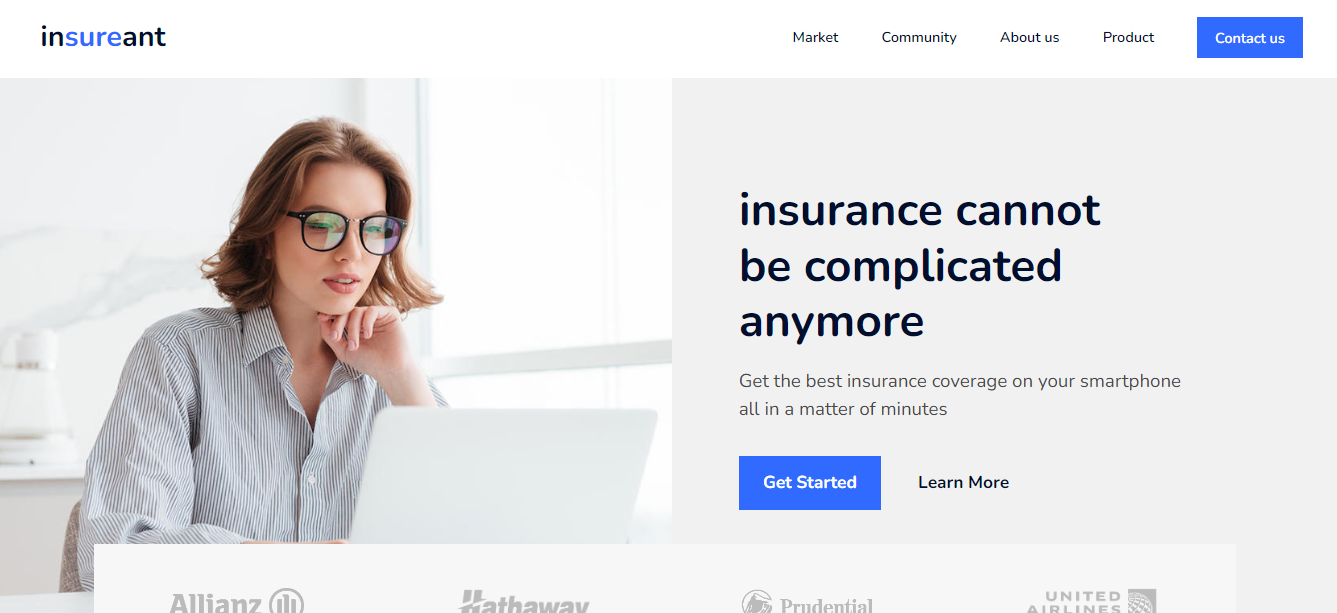 insureant
Market
Community
About us
Product
Contact us
insurance cannot
be complicated
anymore
Get the best insurance coverage on your smartphone
all in a matter of minutes
Get Started
Learn More
Allianz
Hathaway
Prudential
UNITED
AIRLINES